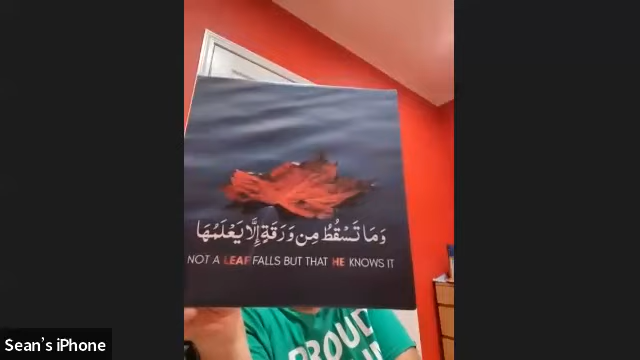 وَمَا تَسْقُطُ مِن وَرَقَةٍ إِلَّا يَعْلَمُهَا
NOT A LEAF FALLS BUT THAT HE KNOWS IT
PROUD
Sean's iPhone